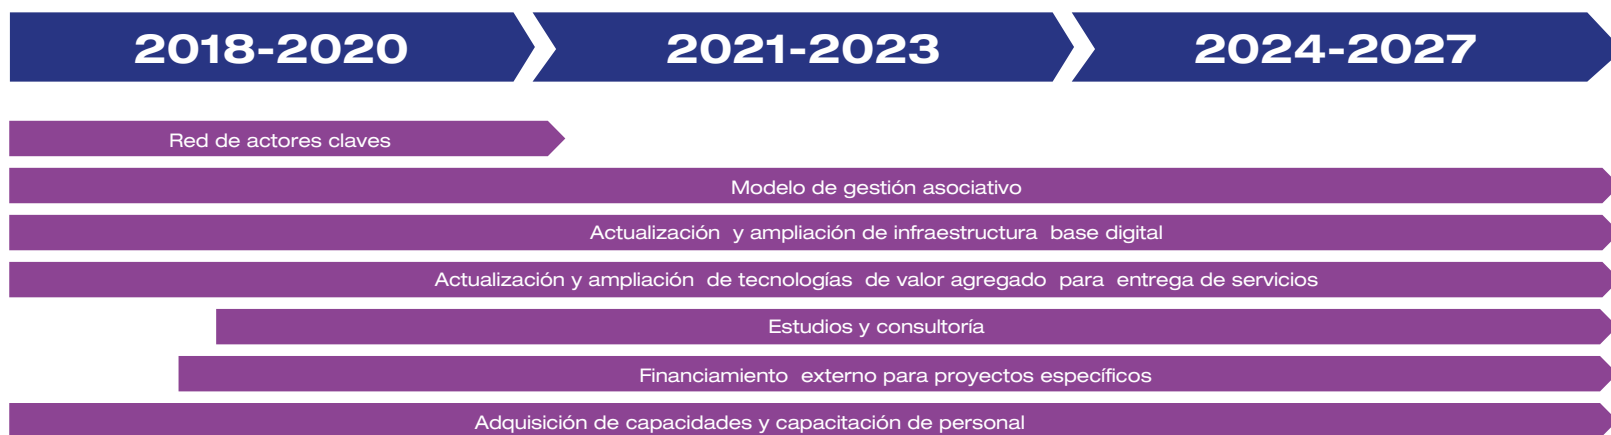 2018-2020
2021-2023
2024-2027
Red de actores claves
Modelo de gestión asociativo
Actualización y ampliación de infraestructura base digital
Actualización y ampliación de tecnologías de valor agregado para entrega de servicios
Estudios y consultoría
Financiamiento externo para proyectos específicos
Adquisición de capacidades y capacitación de personal